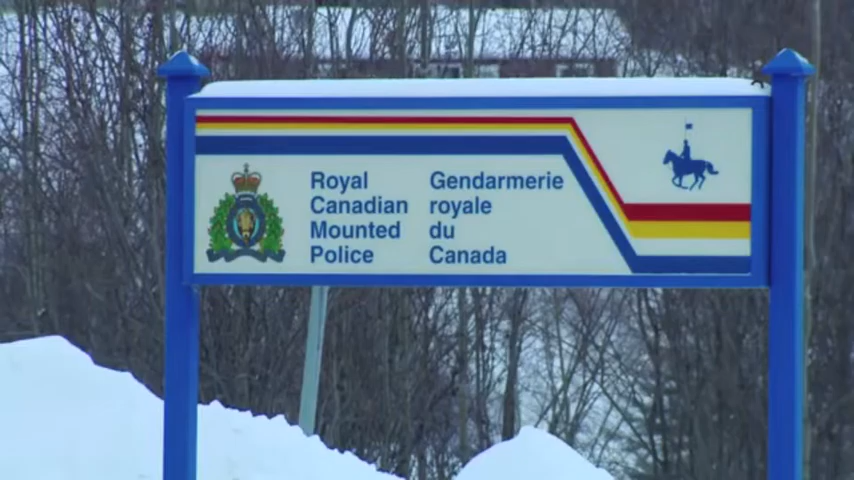 Royal
Canadian
Mounted
Police
Gendarmerie
royale
du
Canada